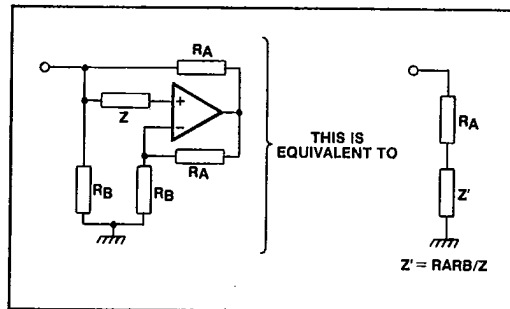 RA
Z
+
−
RA
RB
RB
THIS IS
EQUIVALENT TO
RA
Z'
Z' = RARB/Z